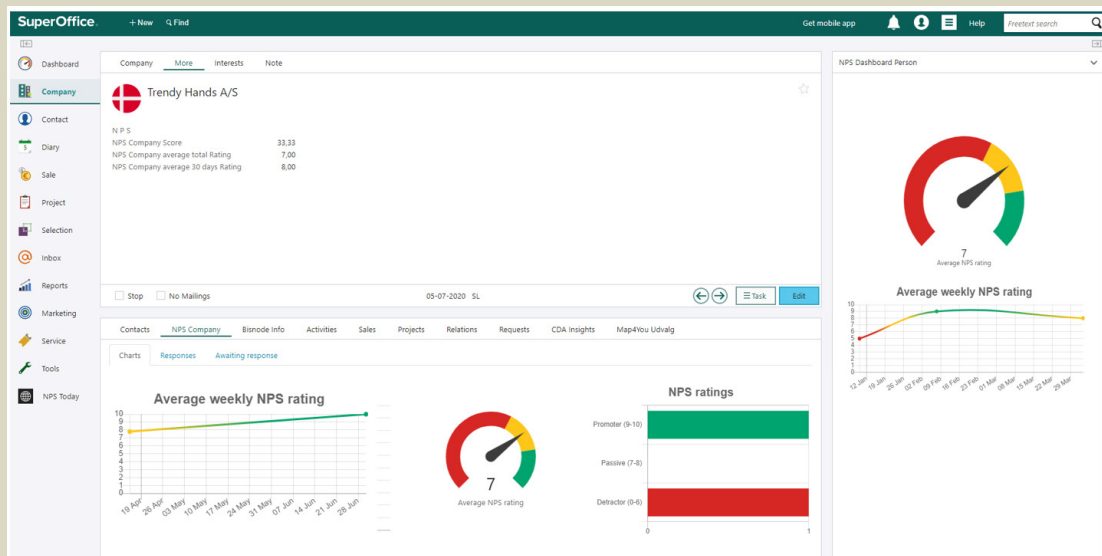 SuperOffice.
+ New
Find
Get mobile app
Help
Freetext search
Dashboard
Company
Contact
5
Diary
Sale
Project
Selection
Inbox
Reports
Marketing
Service
Tools
NPS Today
Company More Interests Note
Trendy Hands A/S
N P S
NPS Company Score 33,33
NPS Company average total Rating 7,00
NPS Company average 30 days Rating 8,00
Stop No Mailings 05-07-2020 SL Task Edit
Contacts NPS Company Bisnode Info Activities Sales Projects Relations Requests CDA Insights Map4You Udvalg
Charts Responses Awaiting response
Average weekly NPS rating
10
9
8
7
6
5
4
3
2
1
0
19 Apr 26 Apr 03 May 10 May 17 May 24 May 31 May 07 Jun 14 Jun 21 Jun 28 Jun
7
Average NPS rating
NPS ratings
Promoter (9-10)
Passive (7-8)
Detractor (0-6)
0 1
NPS Dashboard Person
7
Average NPS rating
Average weekly NPS rating
10
9
8
7
6
5
4
3
2
1
0
12 Jan 19 Jan 26 Jan 02 Feb 09 Feb 16 Feb 23 Feb 01 Mar 08 Mar 15 Mar 22 Mar 29 Mar